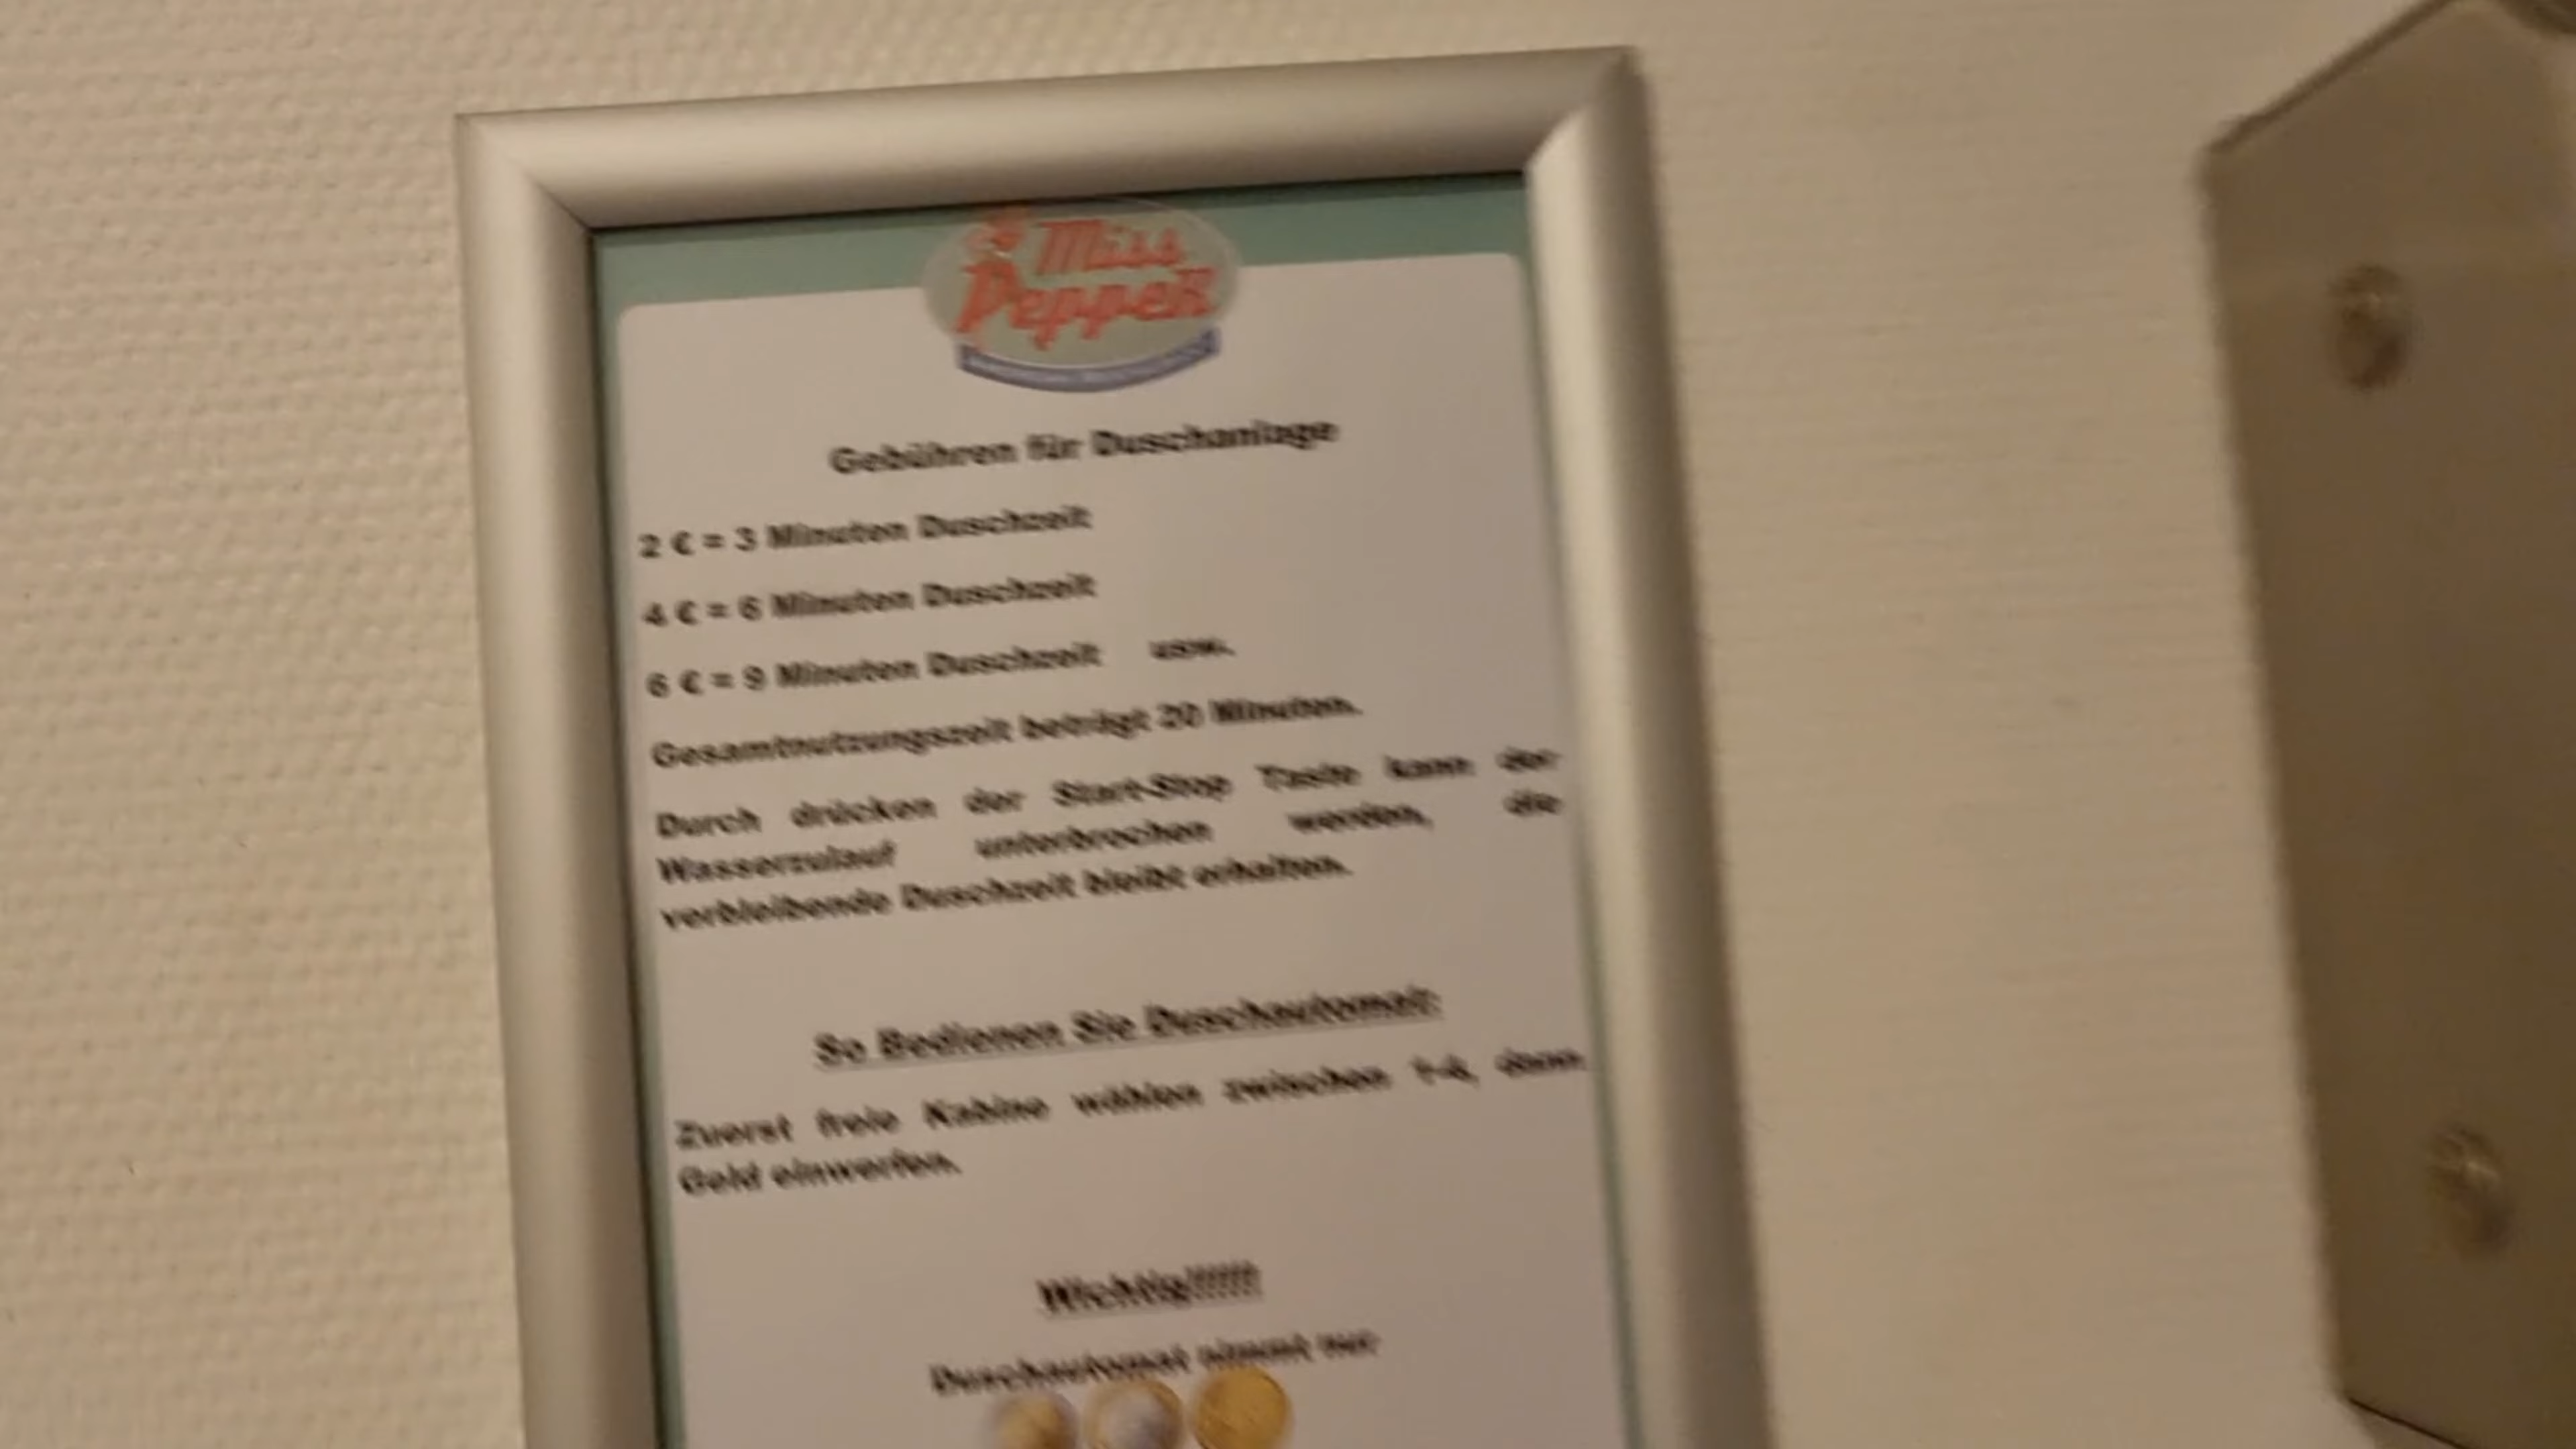 Miss
PeppeR
Gebühren für Duschanlage
2 € = 3 Minuten Duschzeit
4 € = 6 Minuten Duschzeit
6 € = 9 Minuten Duschzeit usw.
Gesamtnutzungszeit beträgt 20 Minuten.
Durch drücken der Start-Stop Taste kann der
Wasserzulauf unterbrochen werden, die
verbleibende Duschzeit bleibt erhalten.
So Bedienen Sie Duschautomat:
Zuerst freie Kabine wählen zwischen dann
Geld einwerfen.
Wichtig!!!!!!
Duschautomat nimmt nur